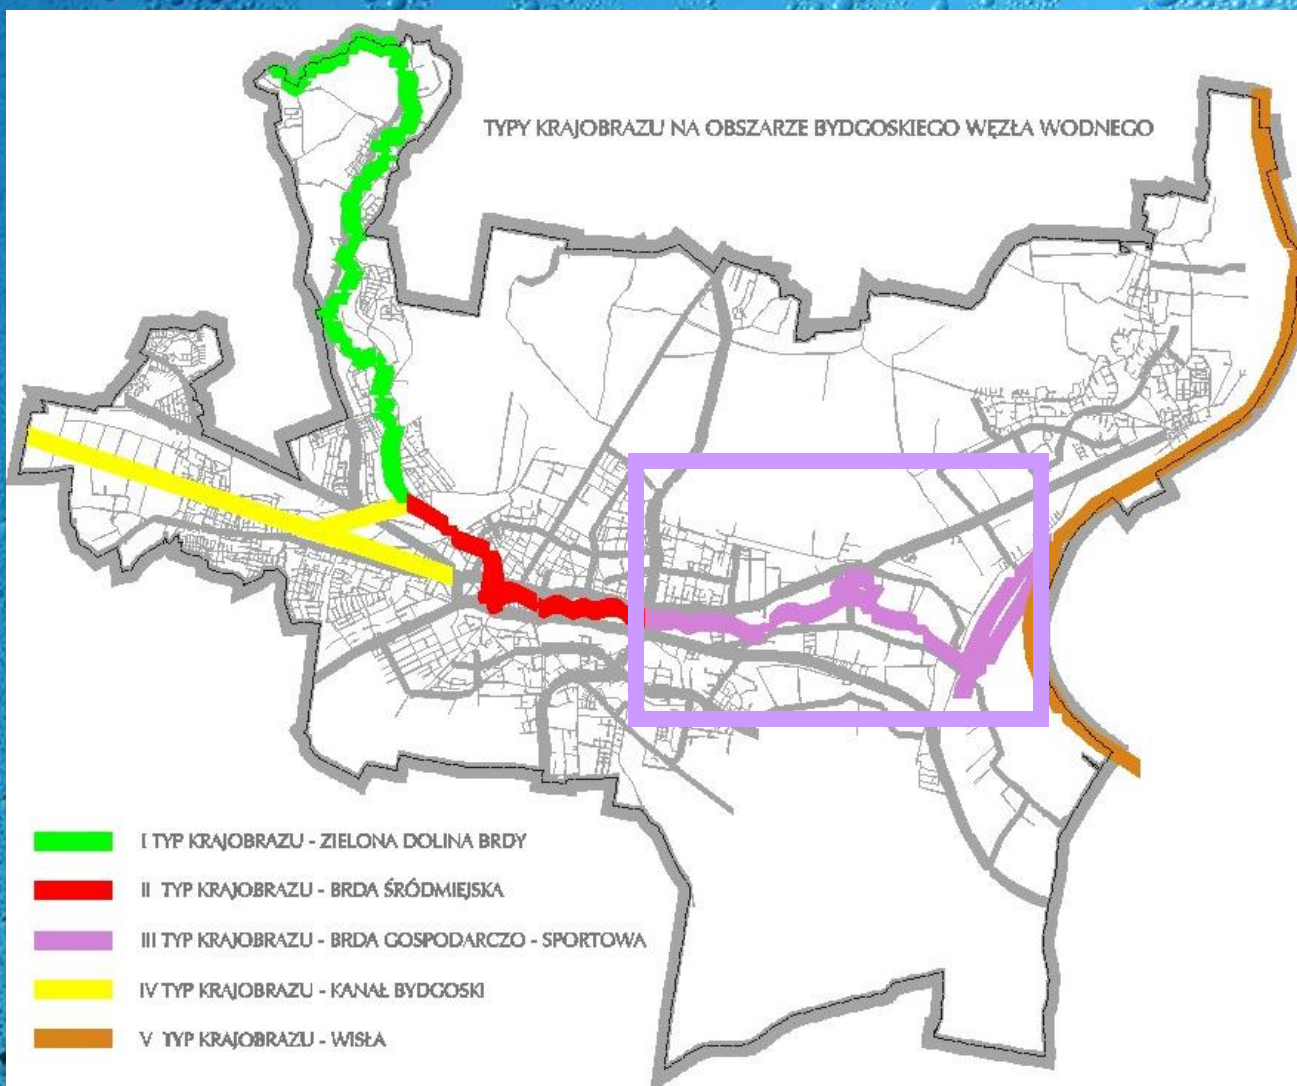 TYPY KRAJOBRAZU NA OBSZARZE BYDGOSKIEGO WĘZŁA WODNEGO
I TYP KRAJOBRAZU - ZIELONA DOLINA BRDY
II TYP KRAJOBRAZU - BRDA ŚRÓDMIEJSKA
III TYP KRAJOBRAZU - BRDA GOSPODARCZO - SPORTOWA
IV TYP KRAJOBRAZU - KANAŁ BYDGOSKI
V TYP KRAJOBRAZU - WISŁA